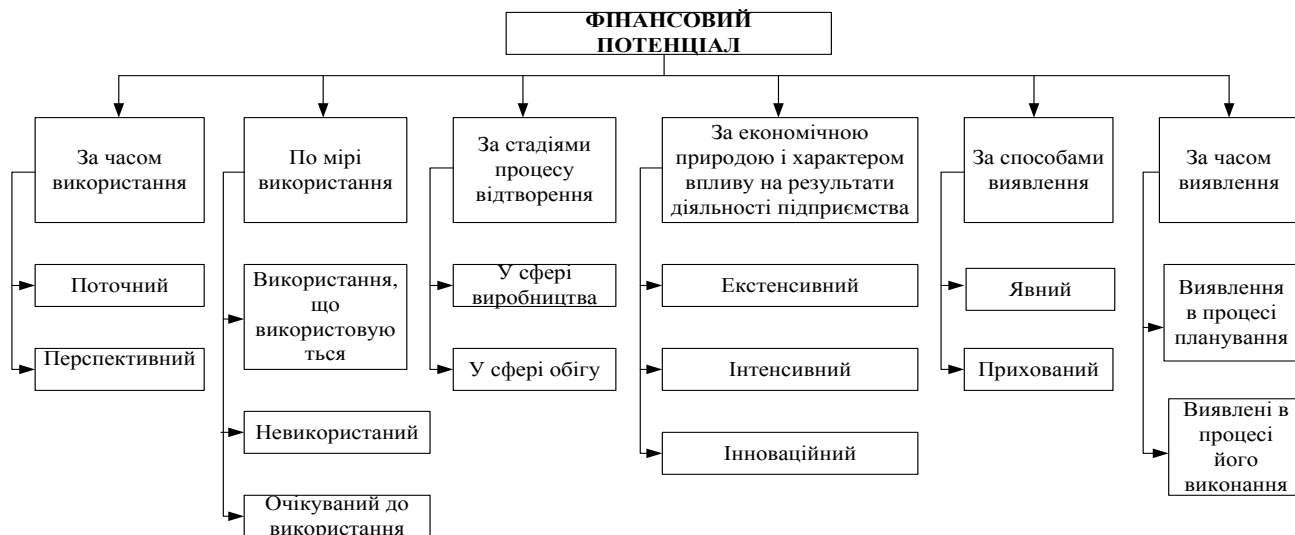 ФІНАНСОВИЙ
ПОТЕНЦІАЛ
За часом
використання
По мірі
використання
За стадіями
процесу
відтворення
За економічною
природою і характером
впливу на результати
діяльності підприємства
За способами
виявлення
За часом
виявлення
Поточний
Перспективний
Використання,
що
використовую
ться
Невикористаний
Очікуваний до
використання
У сфері
виробництва
У сфері обігу
Екстенсивний
Інтенсивний
Інноваційний
Явний
Прихований
Виявлення
в процесі
планування
Виявлені в
процесі
його
виконання